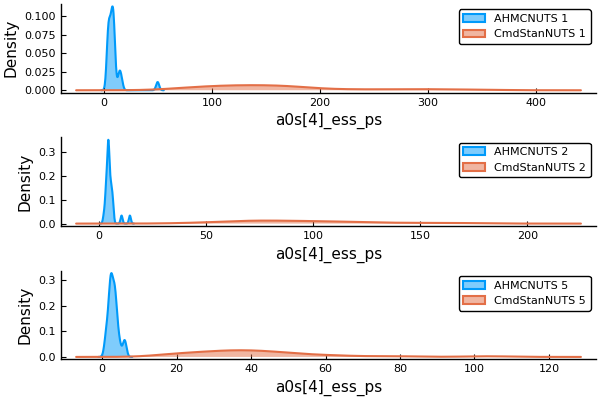 Density
0.100
0.075
0.050
0.025
0.000
AHMCNUTS 1
CmdStanNUTS 1
0 100 200 300 400
a0s[4]_ess_ps
Density
0.3
0.2
0.1
0.0
AHMCNUTS 2
CmdStanNUTS 2
0 50 100 150 200
a0s[4]_ess_ps
Density
0.3
0.2
0.1
0.0
AHMCNUTS 5
CmdStanNUTS 5
0 20 40 60 80 100 120
a0s[4]_ess_ps